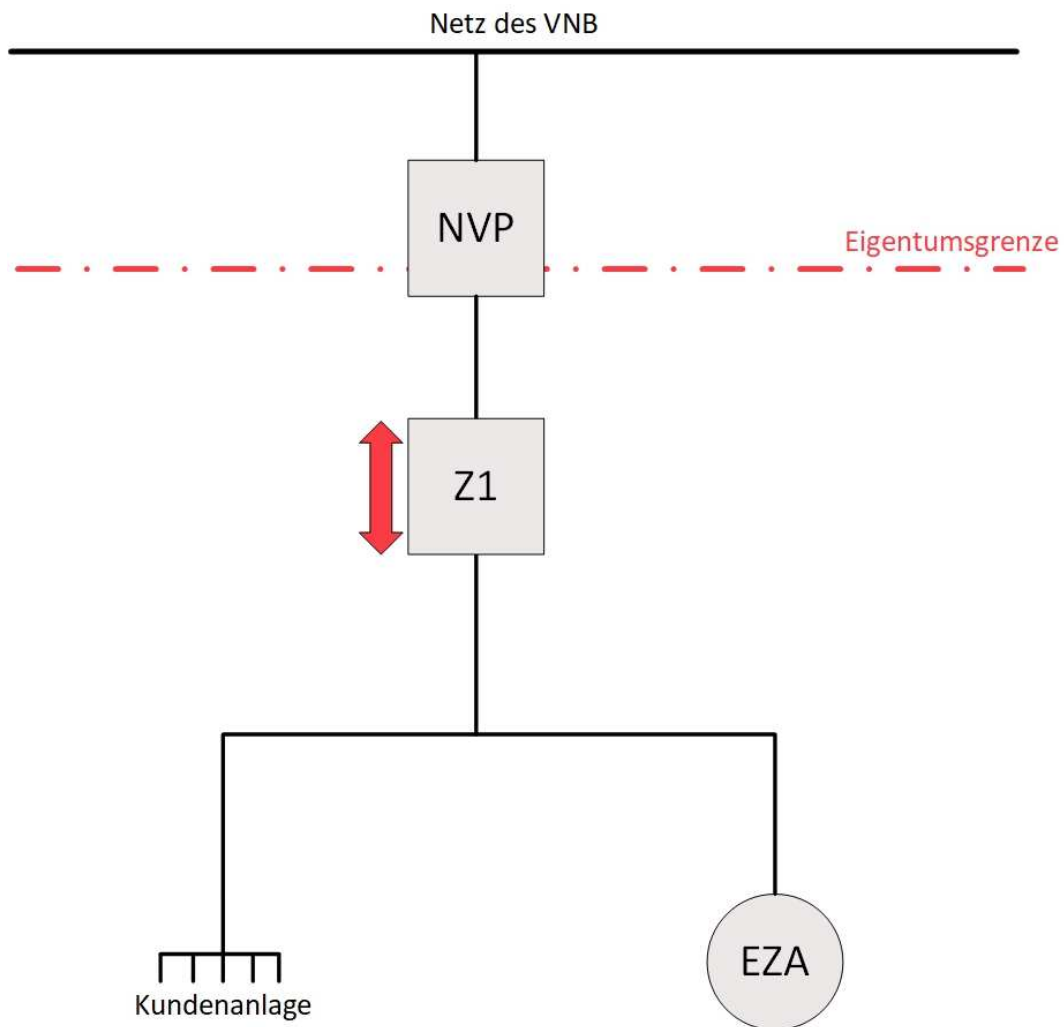 Netz des VNB
NVP
Eigentumsgrenze
Z1
EZA
Kundenanlage